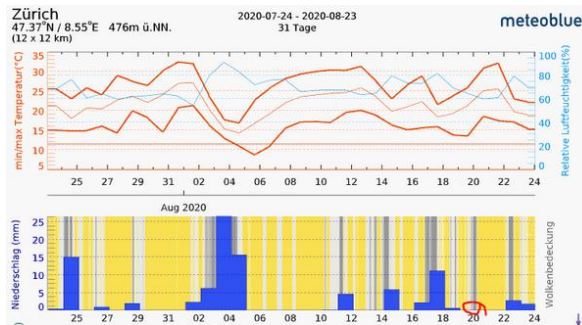 Zürich
47.37°N / 8.55°E 476m ü.NN.
(12 x 12 km)
2020-07-24 - 2020-08-23
31 Tage
meteoblue
min/max Temperatur(°C)
35
30
25
20
15
10
5
100
80
60
40
20
0
Relative Luftfeuchtigkeit(%)
25 27 29 31 02 04 06 08 10 12 14 16 18 20 22 24
Aug 2020
Niederschlag (mm)
25
20
15
10
5
0
Wolkenbedeckung
25 27 29 31 02 04 06 08 10 12 14 16 18 20 22 24